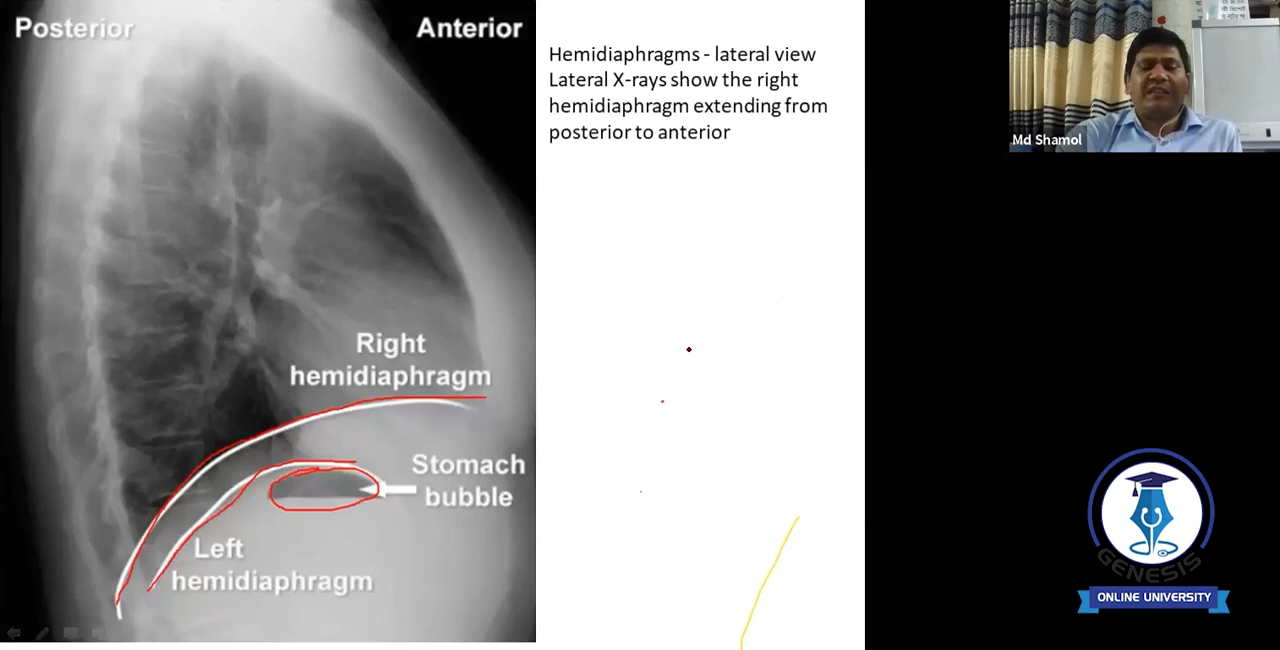 Posterior
Anterior
Right
hemidiaphragm
Stomach
bubble
Left
hemidiaphragm
Hemidiaphragms - lateral view
Lateral X-rays show the right
hemidiaphragm extending from
posterior to anterior
Md Shamol
GENESIS
ONLINE UNIVERSITY